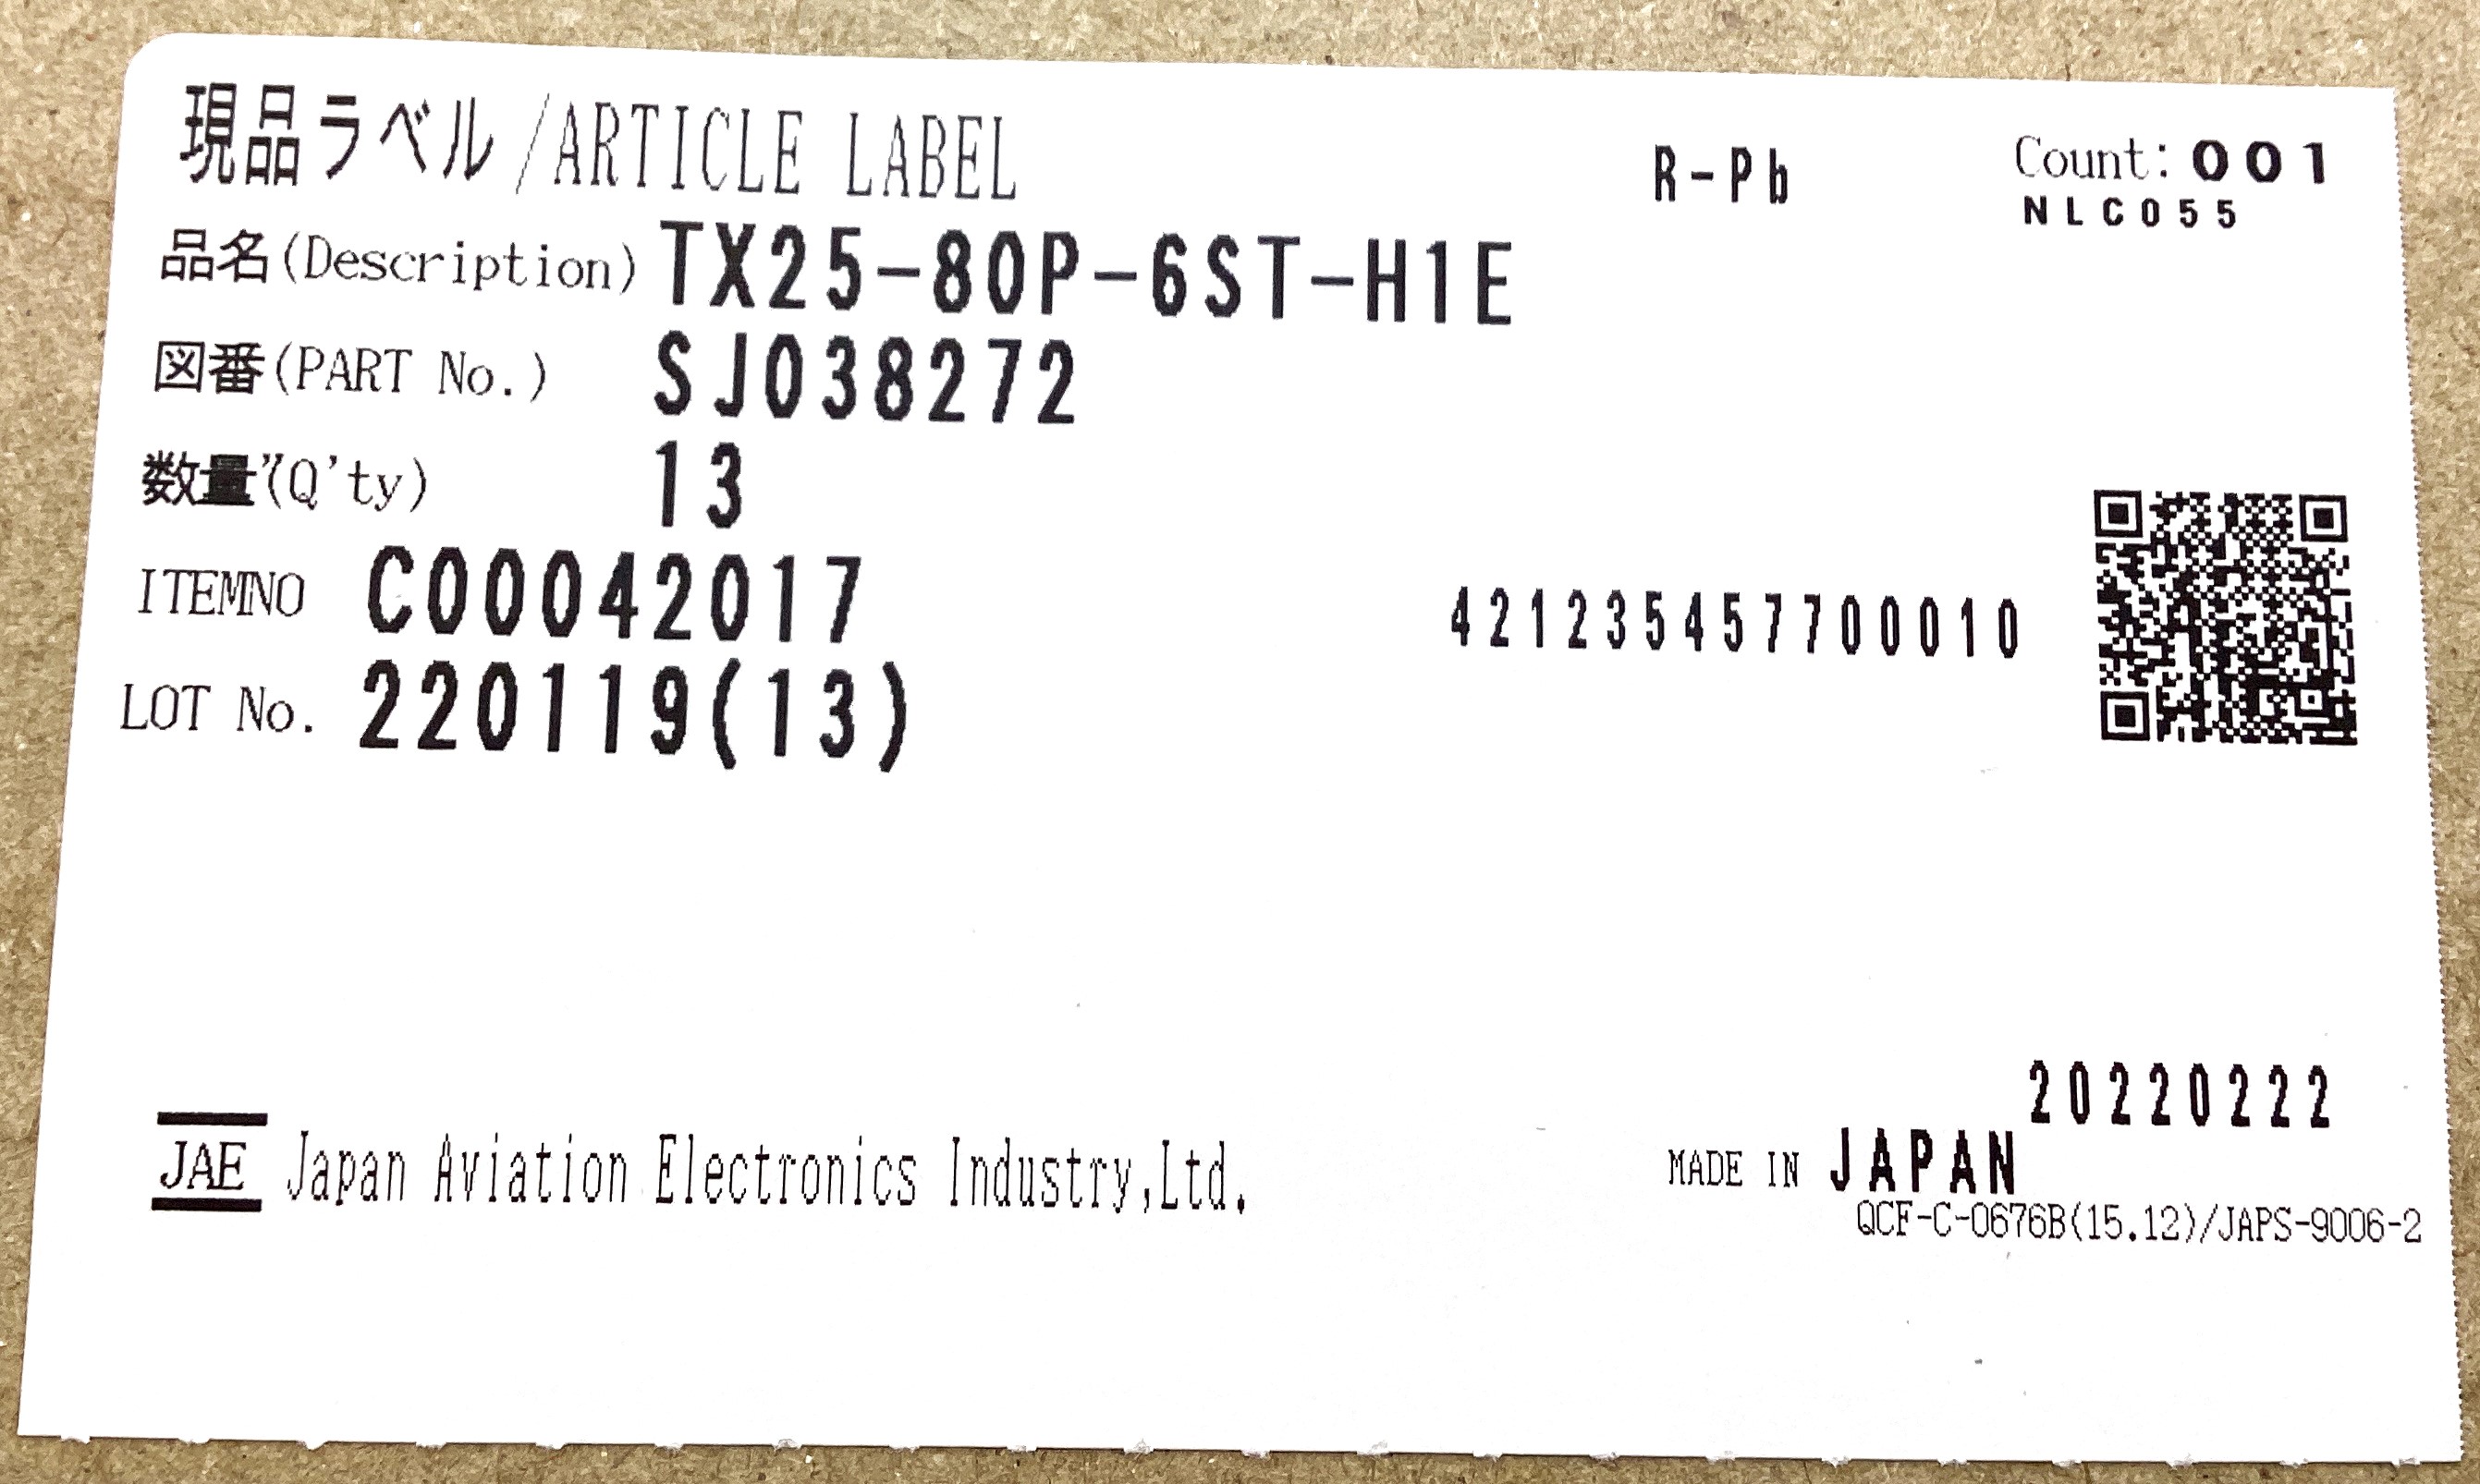 現品ラベル/ARTICLE LABEL
R-Pb
Count: 001
NLC055
品名(Description) TX25-80P-6ST-H1E
図番(PART No.) SJ038272
数量"(Q'ty) 13
ITEMNO C00042017
421235457700010
LOT No. 220119(13)
20220222
JAE Japan Aviation Electronics Industry,Ltd.
MADE IN JAPAN
QCF-C-0676B(15.12)/JAPS-9006-2